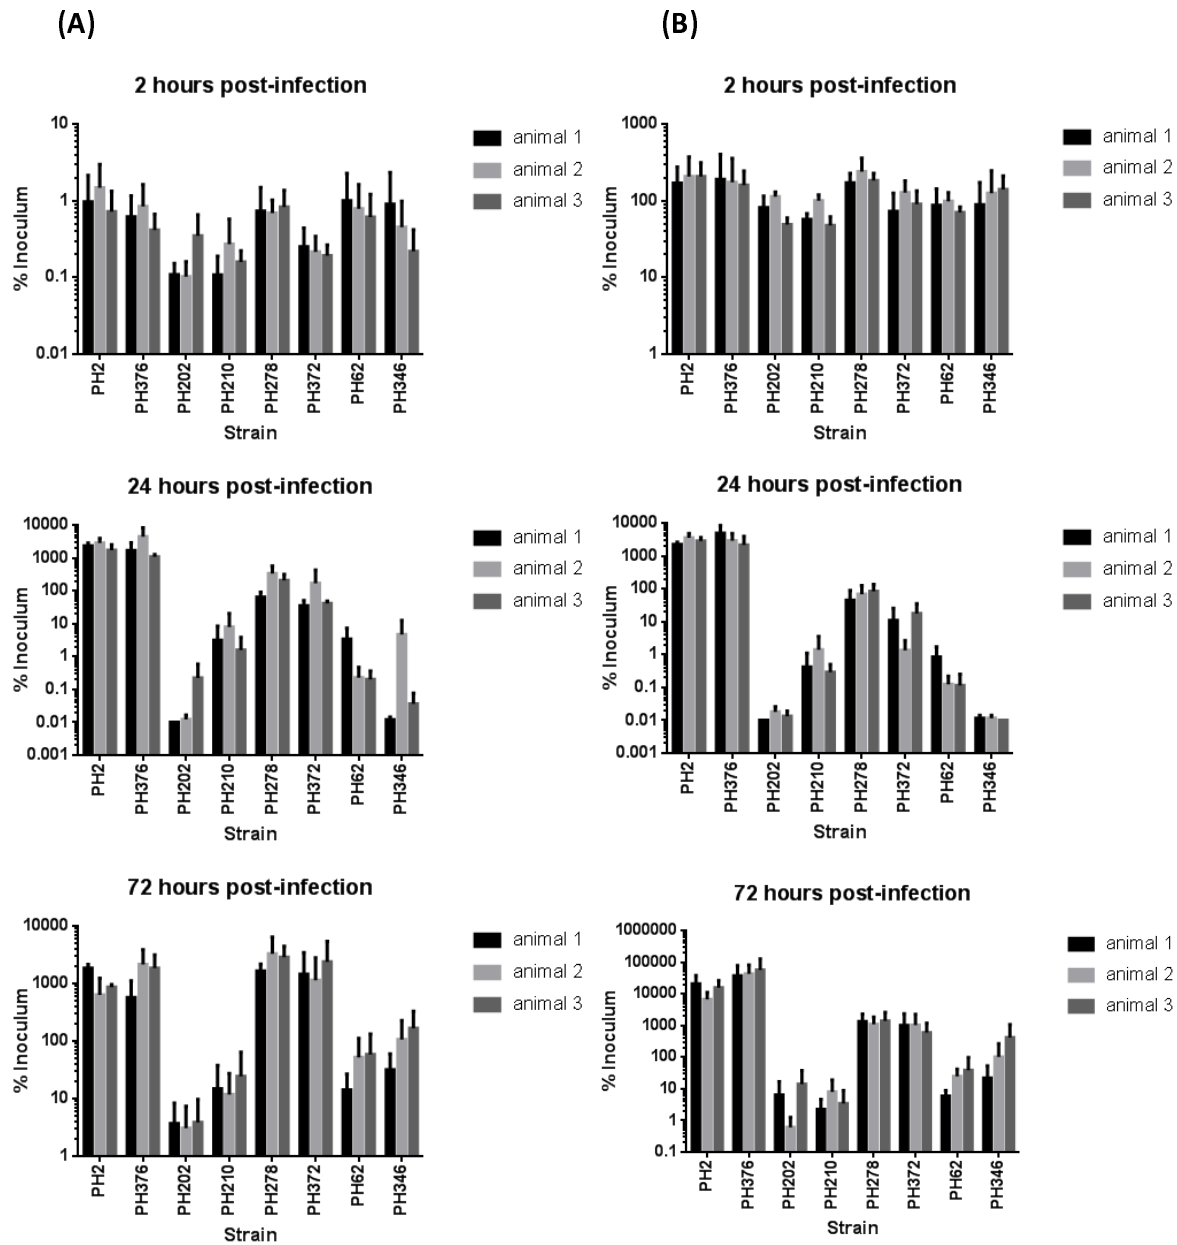 (A)
(B)
2 hours post-infection
10
1
0.1
0.01
% Inoculum
PH2
PH376
PH202
PH210
PH278
PH372
PH62
PH346
Strain
animal 1
animal 2
animal 3
2 hours post-infection
1000
100
10
1
% Inoculum
PH2
PH376
PH202
PH210
PH278
PH372
PH62
PH346
Strain
animal 1
animal 2
animal 3
24 hours post-infection
10000
1000
100
10
1
0.1
0.01
0.001
% Inoculum
PH2
PH376
PH202
PH210
PH278
PH372
PH62
PH346
Strain
animal 1
animal 2
animal 3
24 hours post-infection
10000
1000
100
10
1
0.1
0.01
0.001
% Inoculum
PH2
PH376
PH202
PH210
PH278
PH372
PH62
PH346
Strain
animal 1
animal 2
animal 3
72 hours post-infection
10000
1000
100
10
1
% Inoculum
PH2
PH376
PH202
PH210
PH278
PH372
PH62
PH346
Strain
animal 1
animal 2
animal 3
72 hours post-infection
1000000
100000
10000
1000
100
10
1
0.1
% Inoculum
PH2
PH376
PH202
PH210
PH278
PH372
PH62
PH346
Strain
animal 1
animal 2
animal 3